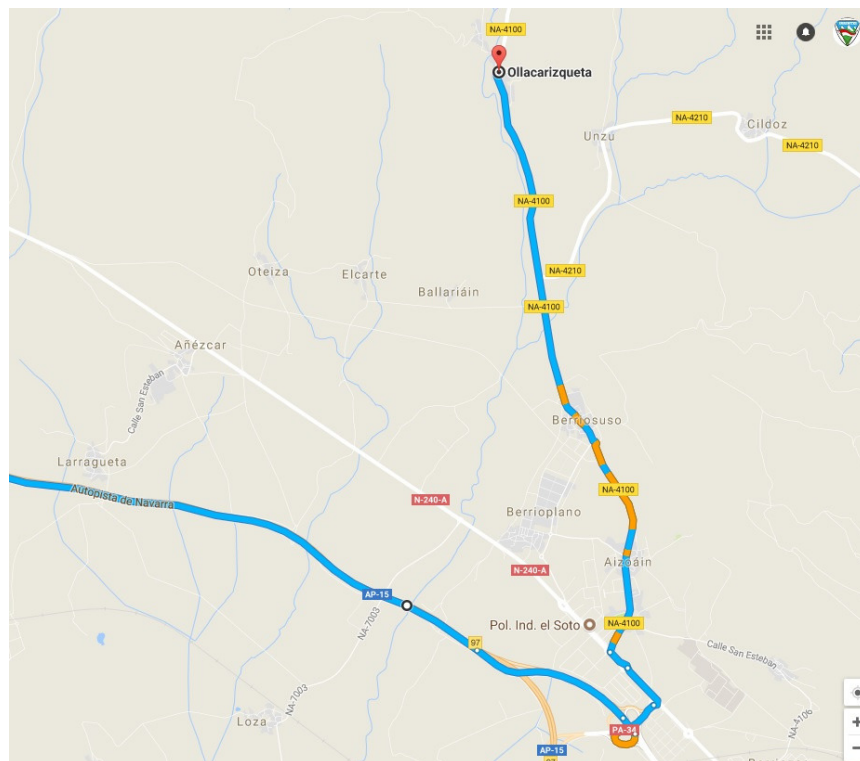 NA-4100
Ollacarizqueta
NA-4210
Cildoz
Unzu
NA-4210
NA-4100
Oteiza
Elcarte
NA-4210
Ballariáin
NA-4100
Añézcar
Calle San Esteban
Berriosuso
Larragueta
Autopista de Navarra
NA-4100
N-240-A
Berrioplano
Aizoáin
N-240-A
AP-15
NA-7003
Pol. Ind. el Soto
NA-4100
97
Calle San Esteban
NA-7003
Loza
NA-4106
PA-34
AP-15